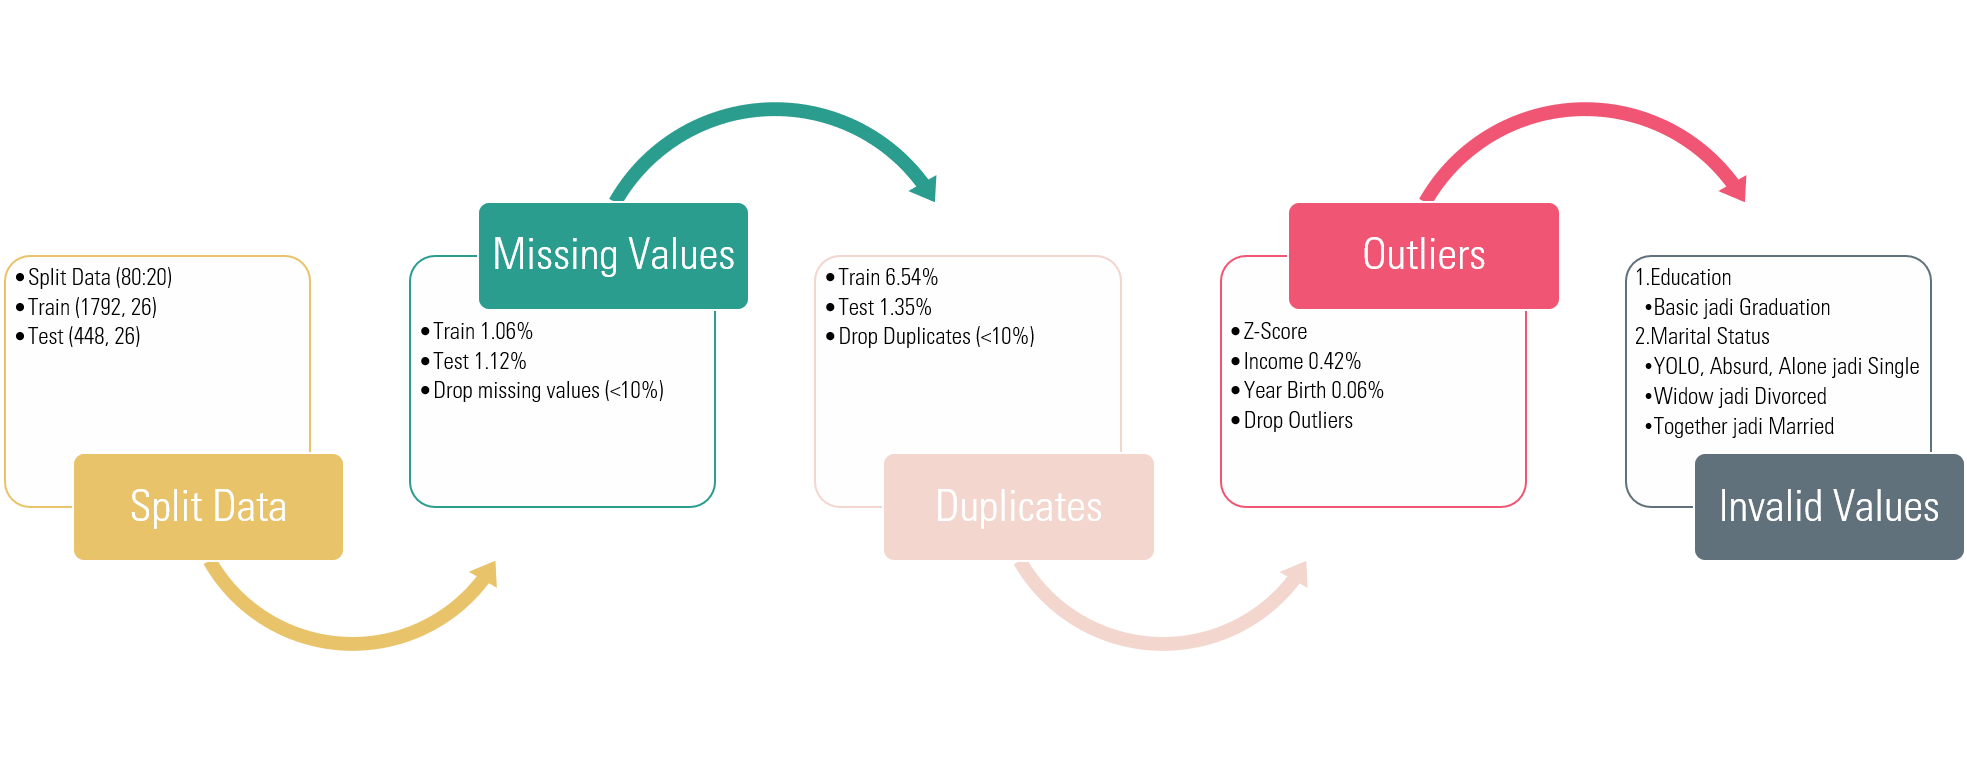 • Split Data (80:20)
• Train (1792, 26)
• Test (448, 26)
Split Data
Missing Values
• Train 1.06%
• Test 1.12%
• Drop missing values (<10%)
• Train 6.54%
• Test 1.35%
• Drop Duplicates (<10%)
Duplicates
Outliers
• Z-Score
• Income 0.42%
• Year Birth 0.06%
• Drop Outliers
1.Education
•Basic jadi Graduation
2.Marital Status
•YOLO, Absurd, Alone jadi Single
•Widow jadi Divorced
•Together jadi Married
Invalid Values